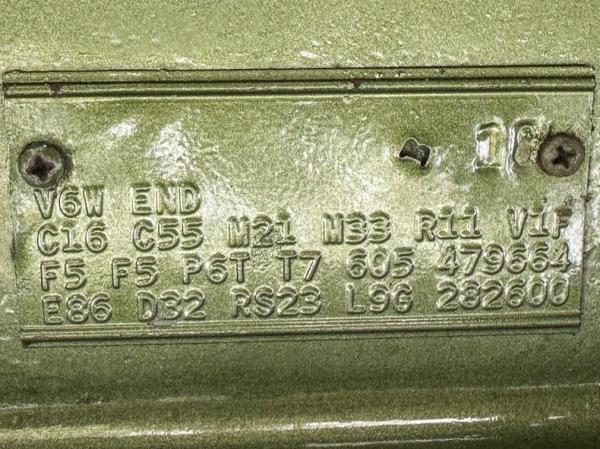 16
V6W END
C16 C55 M21 M33 R11 V1F
F5 F5 P6T T7 605 479664
E86 D32 RS23 L9G 282600